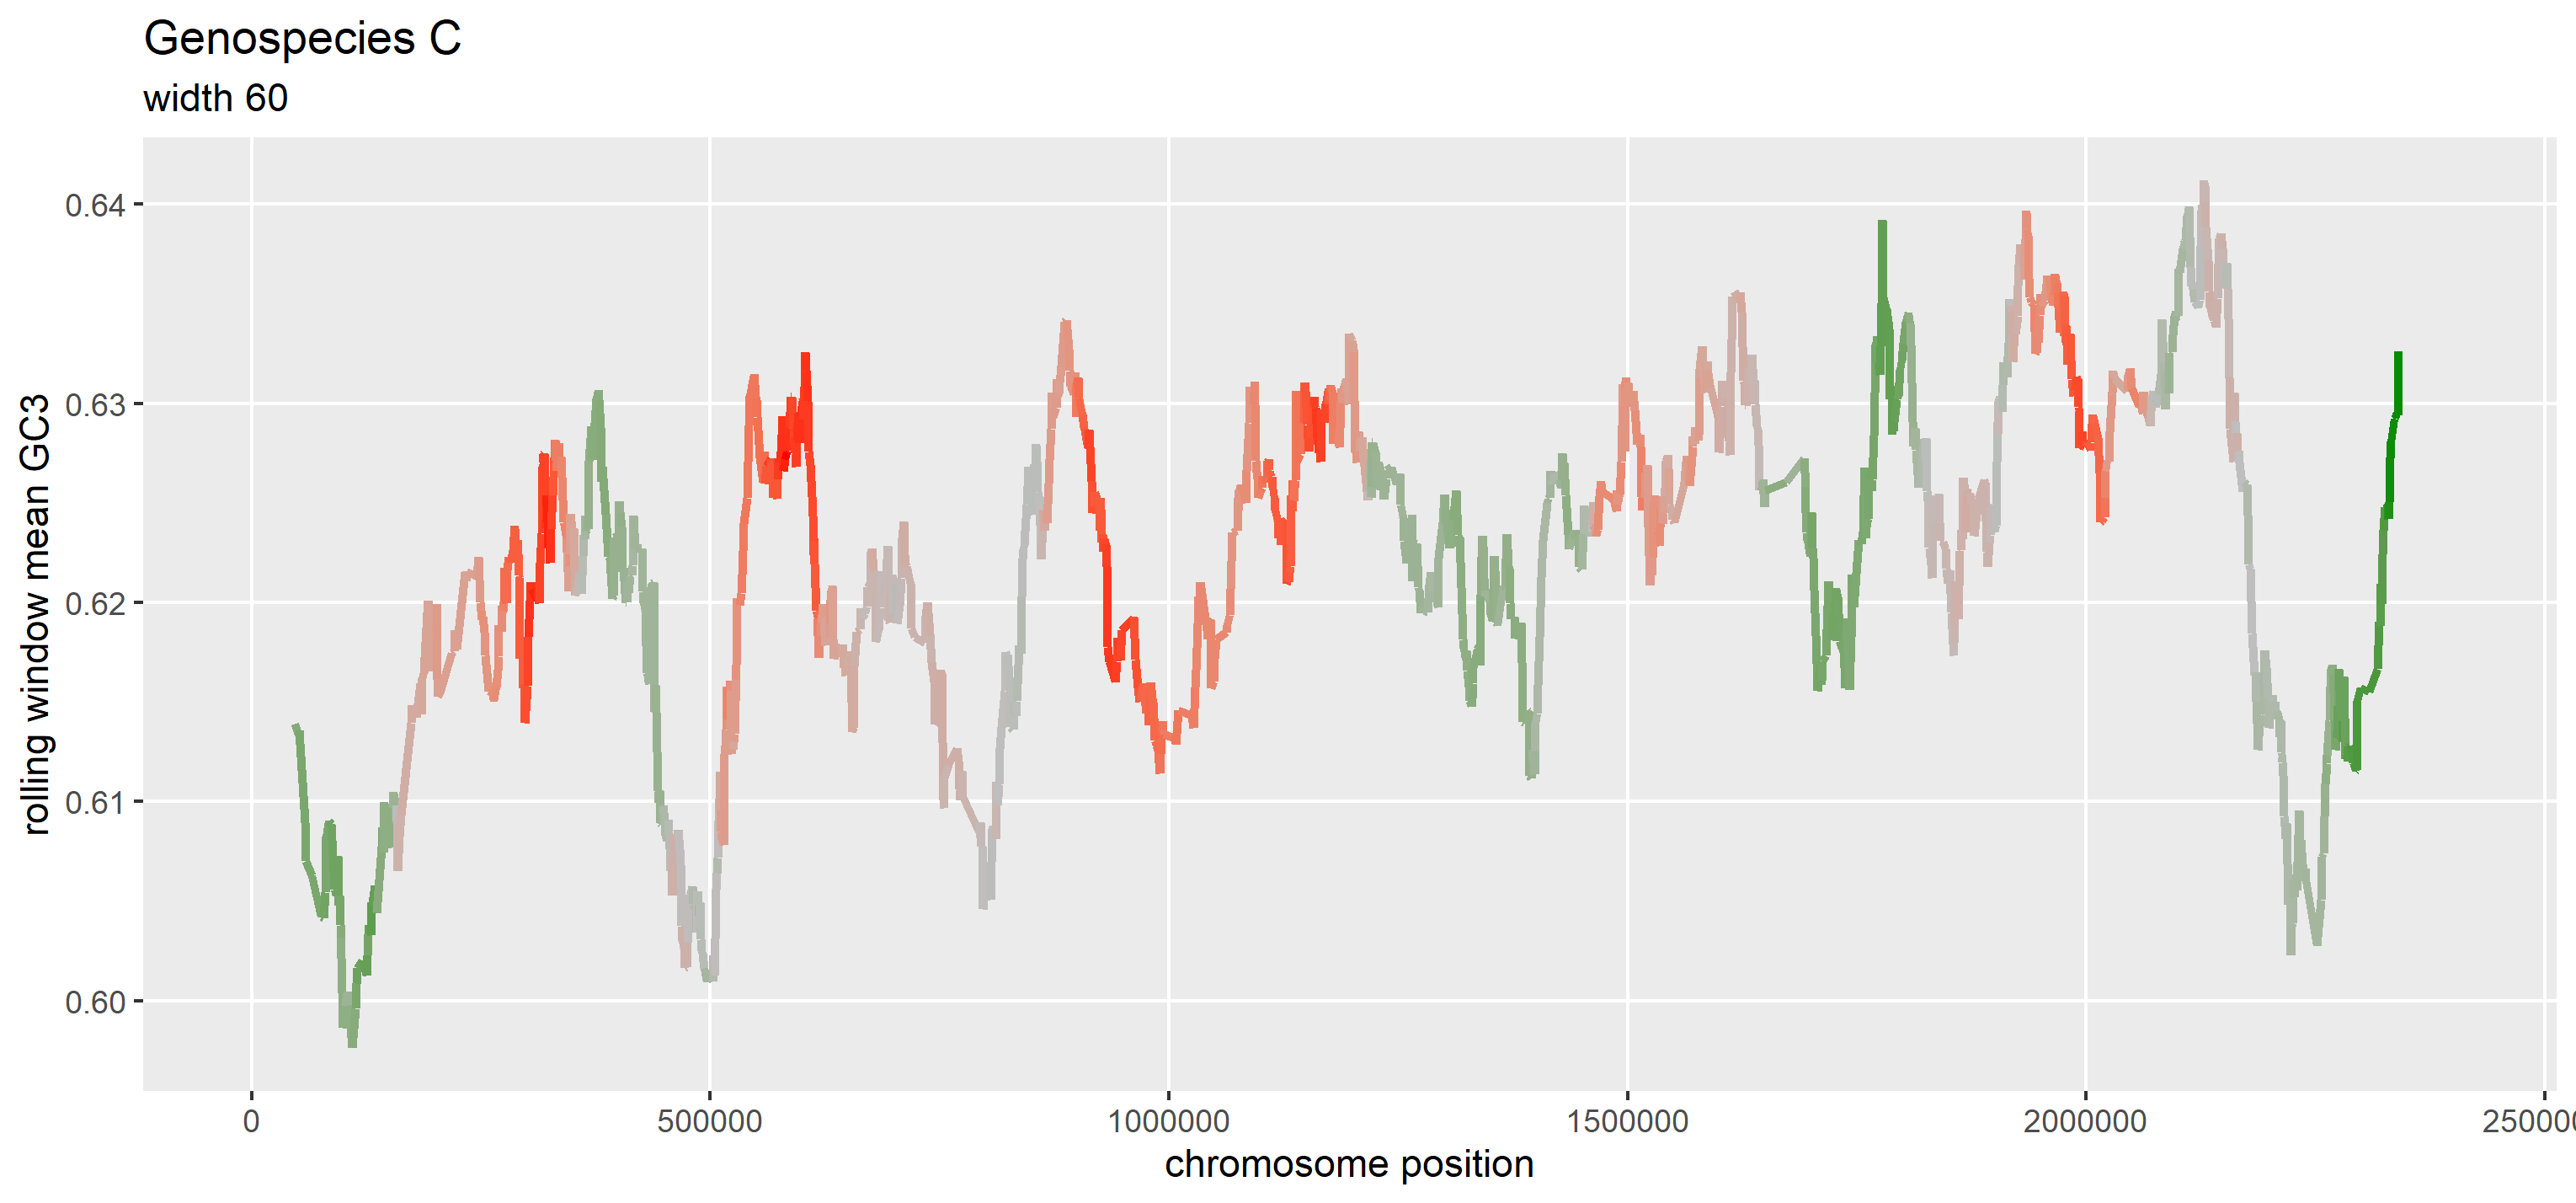 Genospecies C
width 60
rolling window mean GC3
0.64
0.63
0.62
0.61
0.60
0
500000
1000000
1500000
2000000
250000
chromosome position